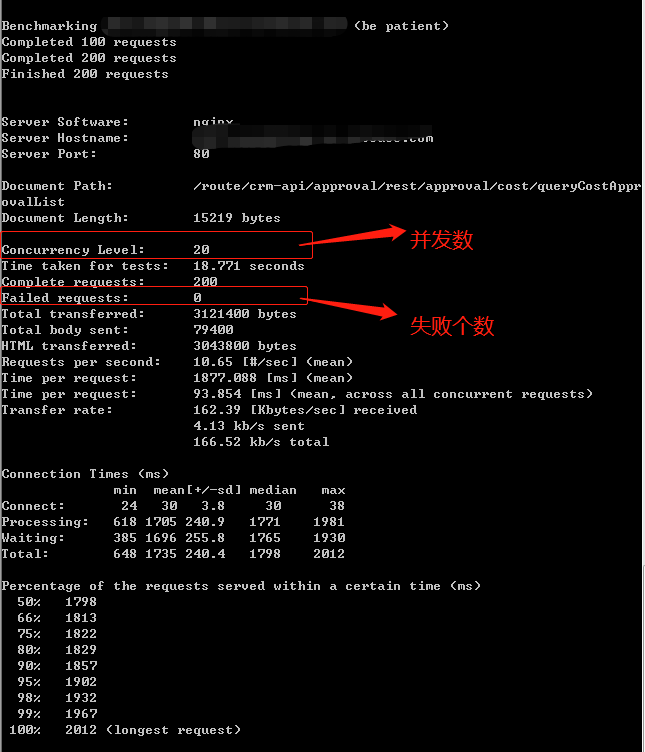 Benchmarking (be patient)
Completed 100 requests
Completed 200 requests
Finished 200 requests
Server Software: nginx
Server Hostname: .com
Server Port: 80
Document Path: /route/crm-api/approval/rest/approval/cost/queryCostAppr
ovalList
Document Length: 15219 bytes
Concurrency Level: 20
并发数
Time taken for tests: 18.771 seconds
Complete requests: 200
Failed requests: 0
失败个数
Total transferred: 3121400 bytes
Total body sent: 79400
HTML transferred: 3043800 bytes
Requests per second: 10.65 [#/sec] (mean)
Time per request: 1877.088 [ms] (mean)
Time per request: 93.854 [ms] (mean, across all concurrent requests)
Transfer rate: 162.39 [Kbytes/sec] received
4.13 kb/s sent
166.52 kb/s total
Connection Times (ms)
min mean[+/-sd] median max
Connect: 24 30 3.8 30 38
Processing: 618 1705 240.9 1771 1981
Waiting: 385 1696 255.8 1765 1930
Total: 648 1735 240.4 1798 2012
Percentage of the requests served within a certain time (ms)
50% 1798
66% 1813
75% 1822
80% 1829
90% 1857
95% 1902
98% 1932
99% 1967
100% 2012 (longest request)